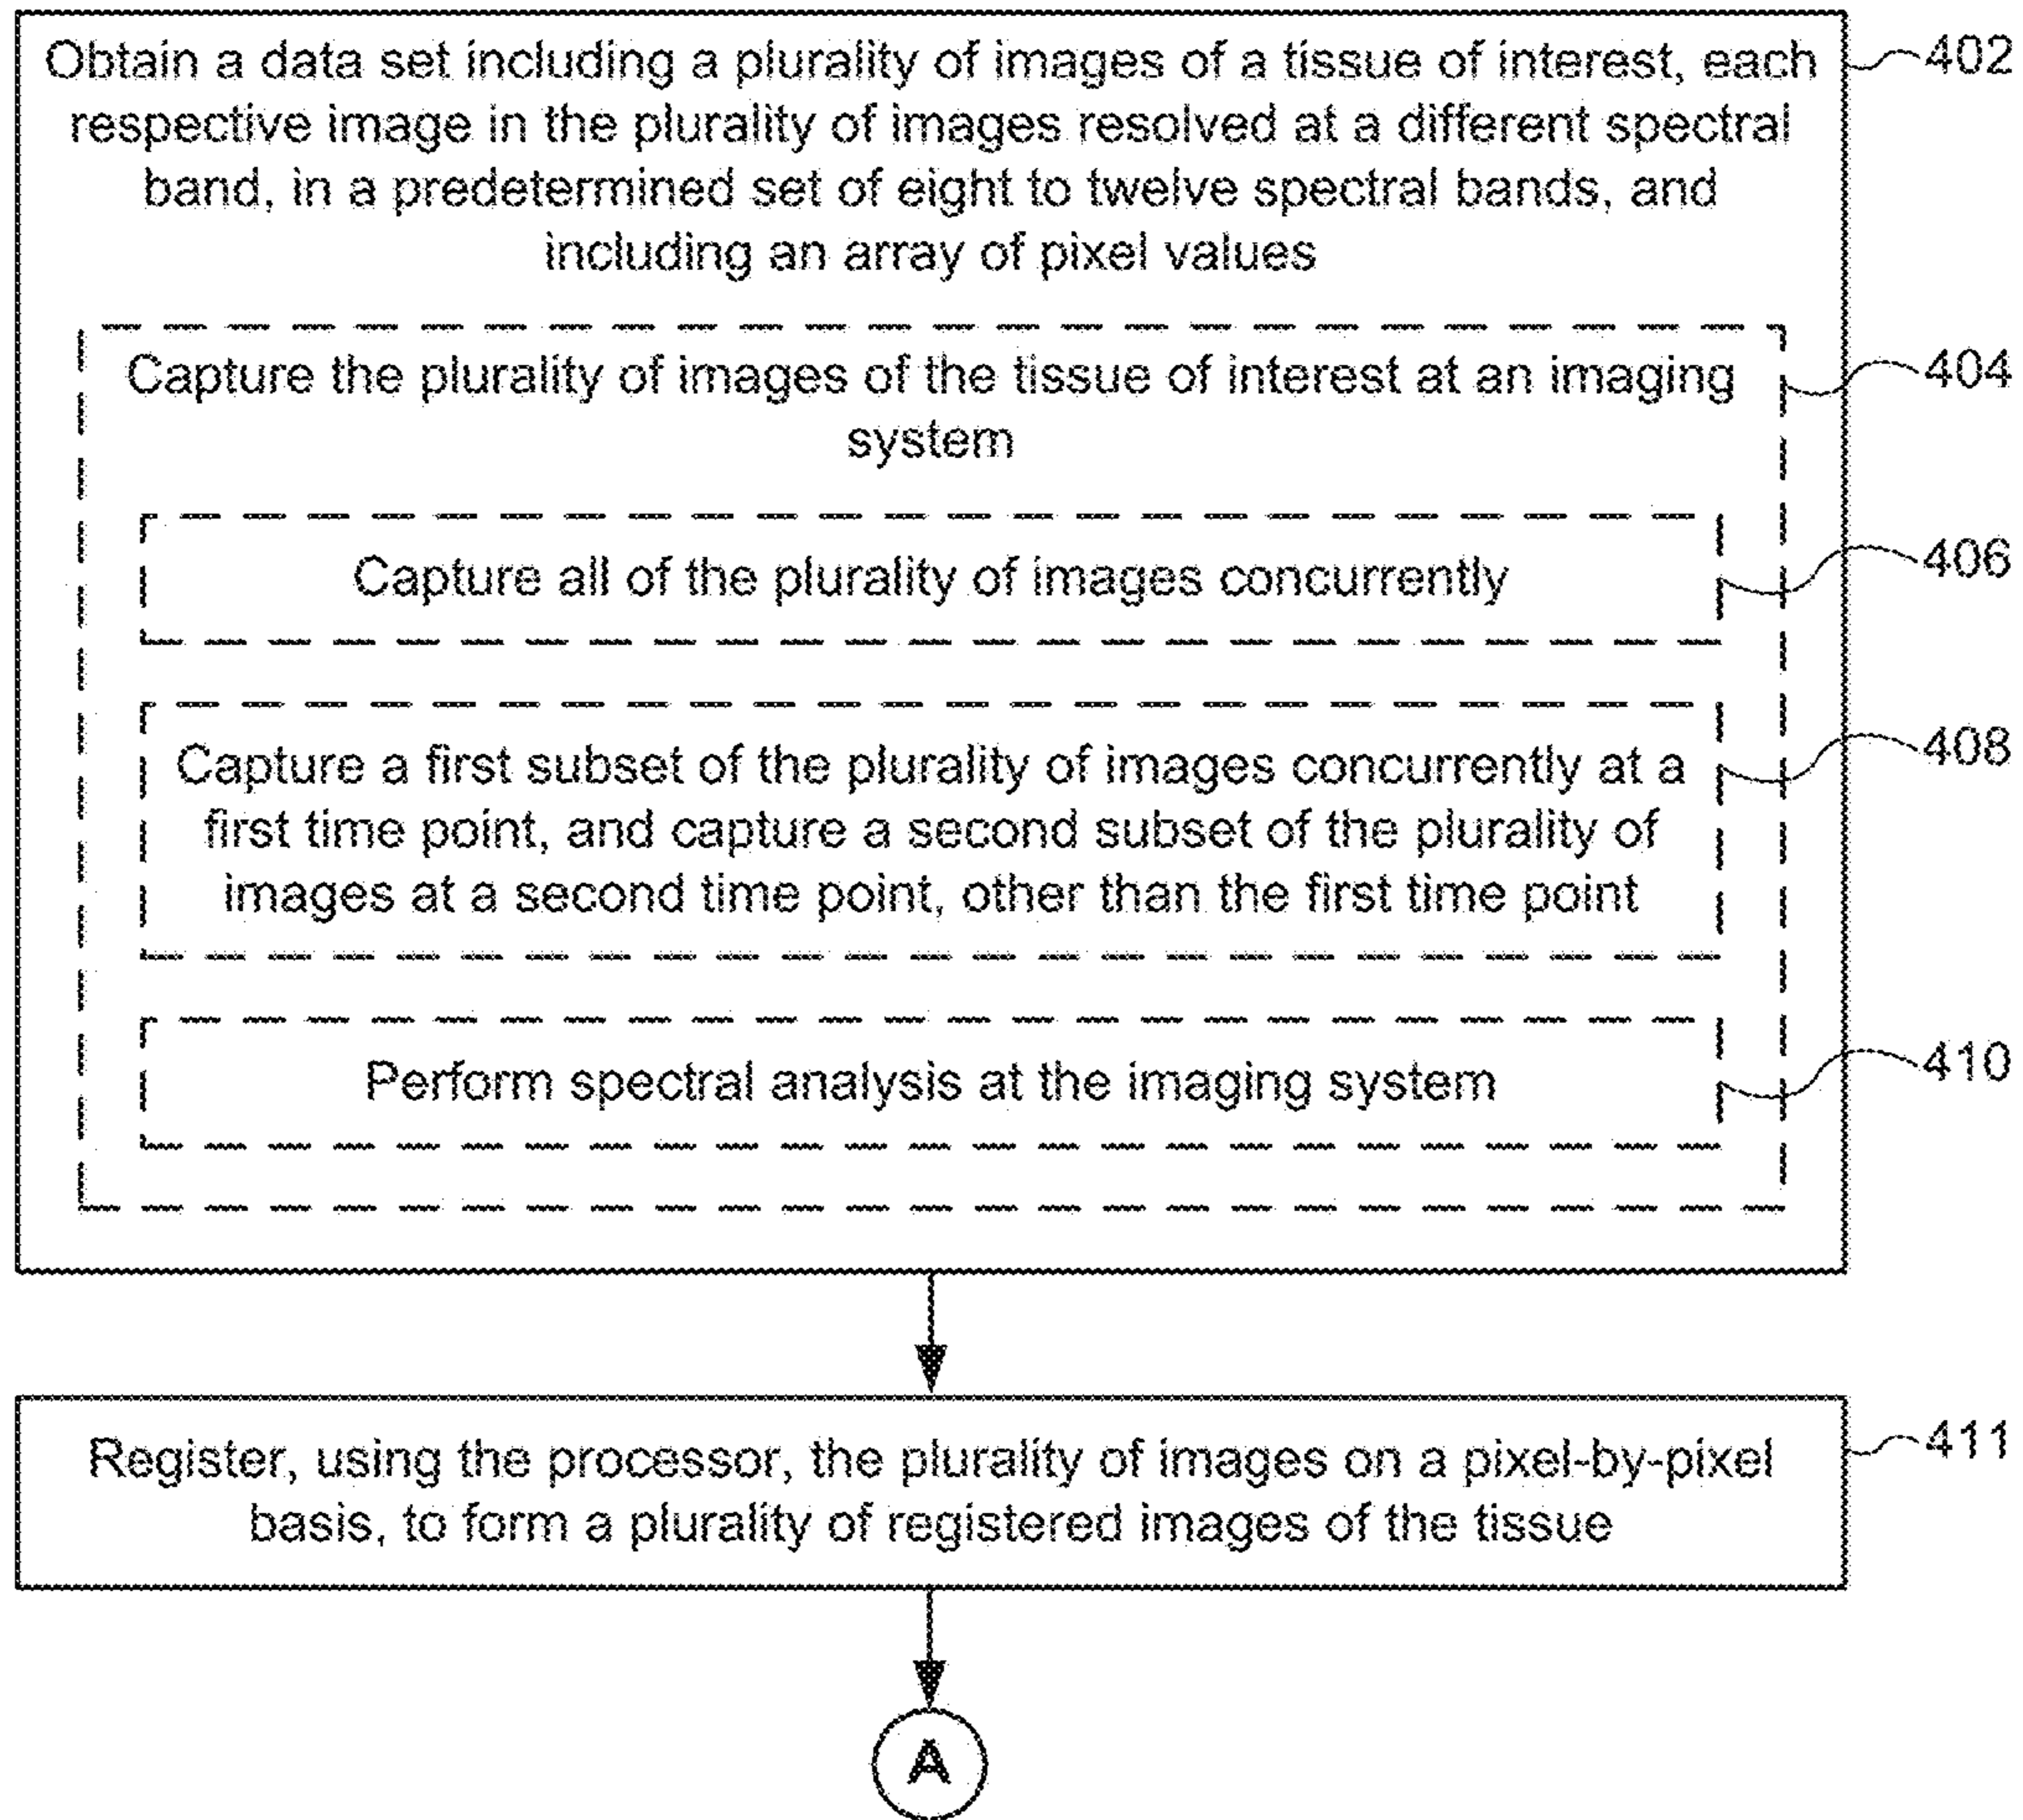 Obtain a data set including a plurality of images of a tissue of interest, each
402
respective image in the plurality of images resolved at a different spectral
band, in a predetermined set of eight to twelve spectral bands, and
including an array of pixel values
Capture the plurality of images of the tissue of interest at an imaging
404
system
Capture all of the plurality of images concurrently
406
Capture a first subset of the plurality of images concurrently at a
408
first time point, and capture a second subset of the plurality of
images at a second time point, other than the first time point
Perform spectral analysis at the imaging system
410
Register, using the processor, the plurality of images on a pixel-by-pixel
411
basis, to form a plurality of registered images of the tissue
A